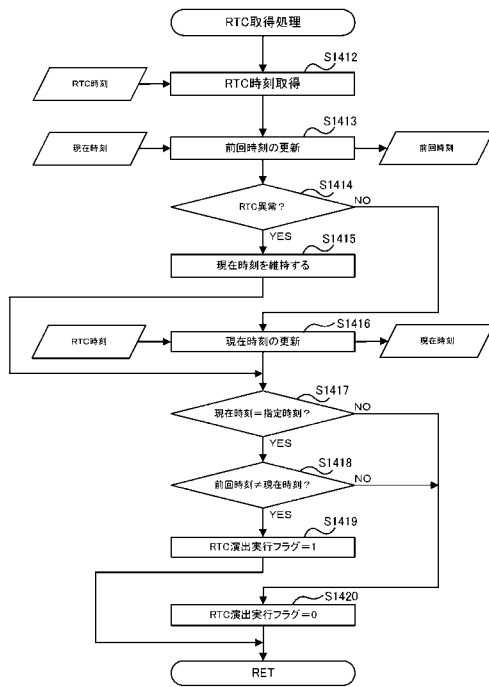 RTC取得処理
S1412
RTC時刻
RTC時刻取得
S1413
現在時刻
前回時刻の更新
前回時刻
S1414
RTC異常？
NO
YES
S1415
現在時刻を維持する
S1416
RTC時刻
現在時刻の更新
現在時刻
S1417
現在時刻＝指定時刻？
NO
YES
S1418
前回時刻≠現在時刻？
NO
YES
S1419
RTC演出実行フラグ＝1
S1420
RTC演出実行フラグ＝0
RET